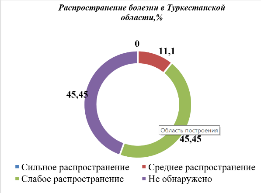 Распространение болезни в Туркестанской
области,%
0
11,1
45,45
Область построения
45,45
Сильное распространение
Среднее распространение
Слабое распространение
Не обнаружено